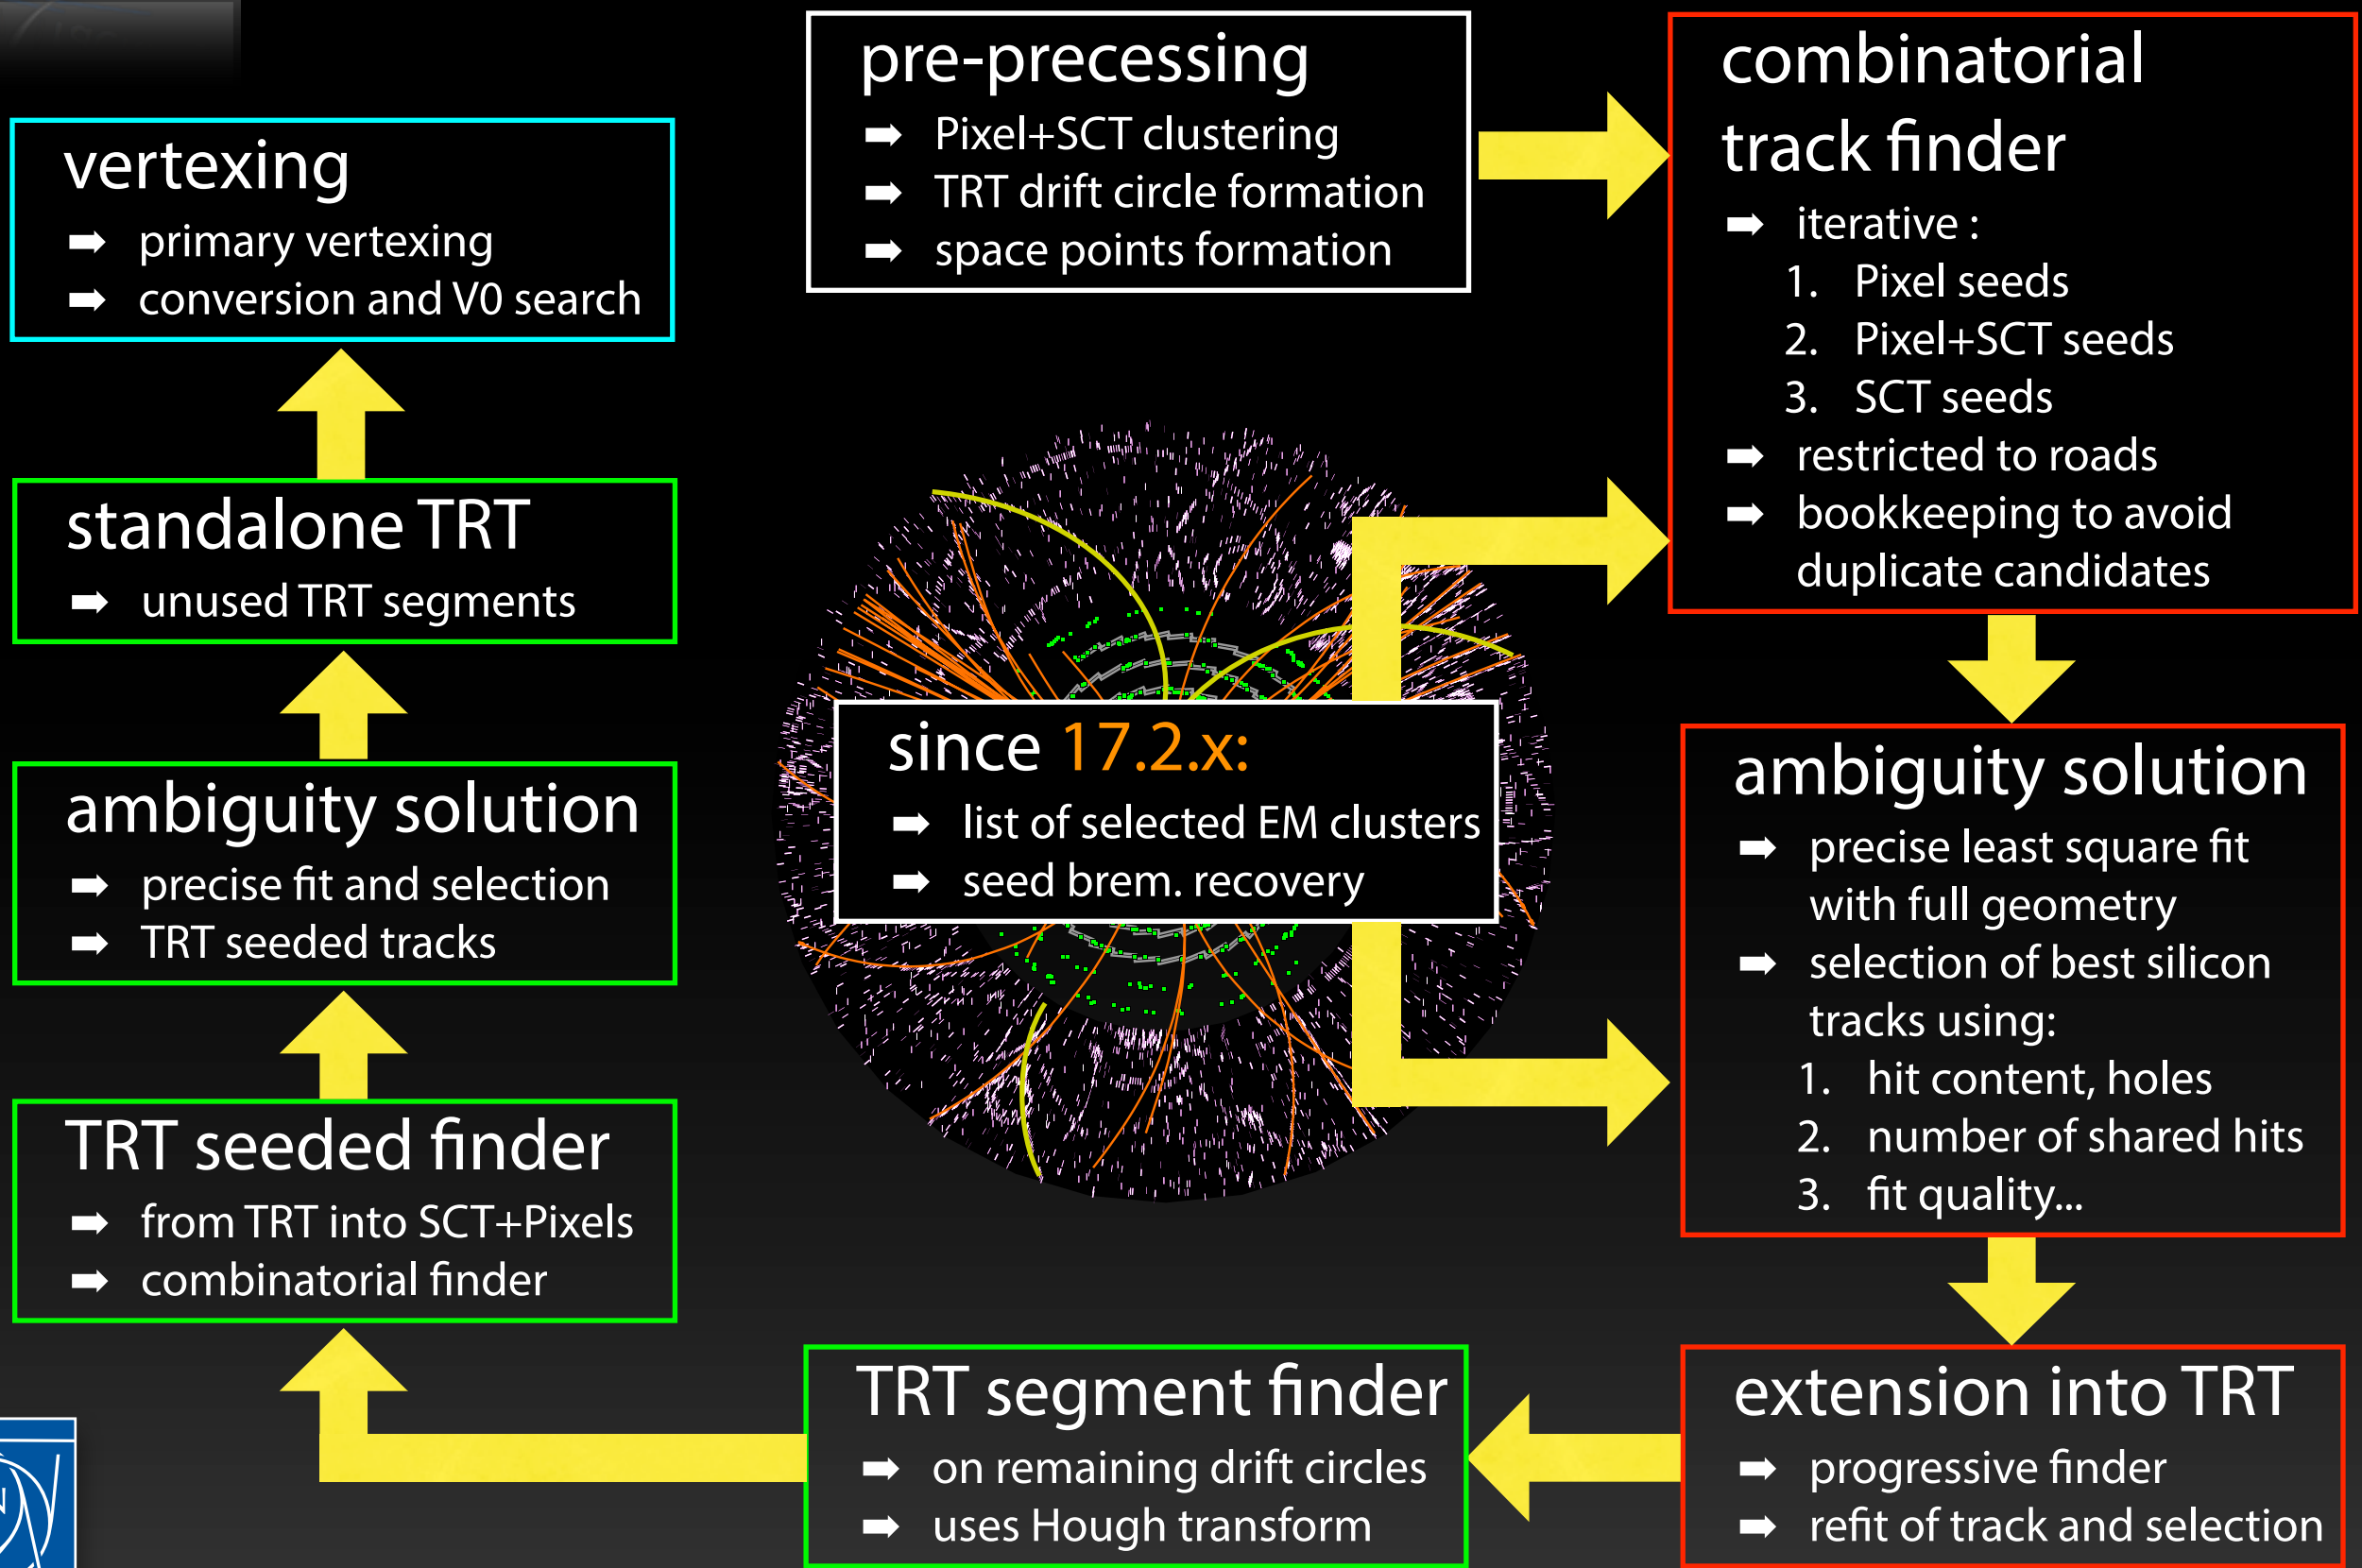 pre-precessing
➡ Pixel+SCT clustering
➡ TRT drift circle formation
➡ space points formation
combinatorial
track finder
➡ iterative :
1. Pixel seeds
2. Pixel+SCT seeds
3. SCT seeds
➡ restricted to roads
➡ bookkeeping to avoid
duplicate candidates
ambiguity solution
➡ precise least square fit
with full geometry
➡ selection of best silicon
tracks using:
1. hit content, holes
2. number of shared hits
3. fit quality...
extension into TRT
➡ progressive finder
➡ refit of track and selection
TRT segment finder
➡ on remaining drift circles
➡ uses Hough transform
TRT seeded finder
➡ from TRT into SCT+Pixels
➡ combinatorial finder
ambiguity solution
➡ precise fit and selection
➡ TRT seeded tracks
standalone TRT
➡ unused TRT segments
vertexing
➡ primary vertexing
➡ conversion and V0 search
since 17.2.x:
➡ list of selected EM clusters
➡ seed brem. recovery